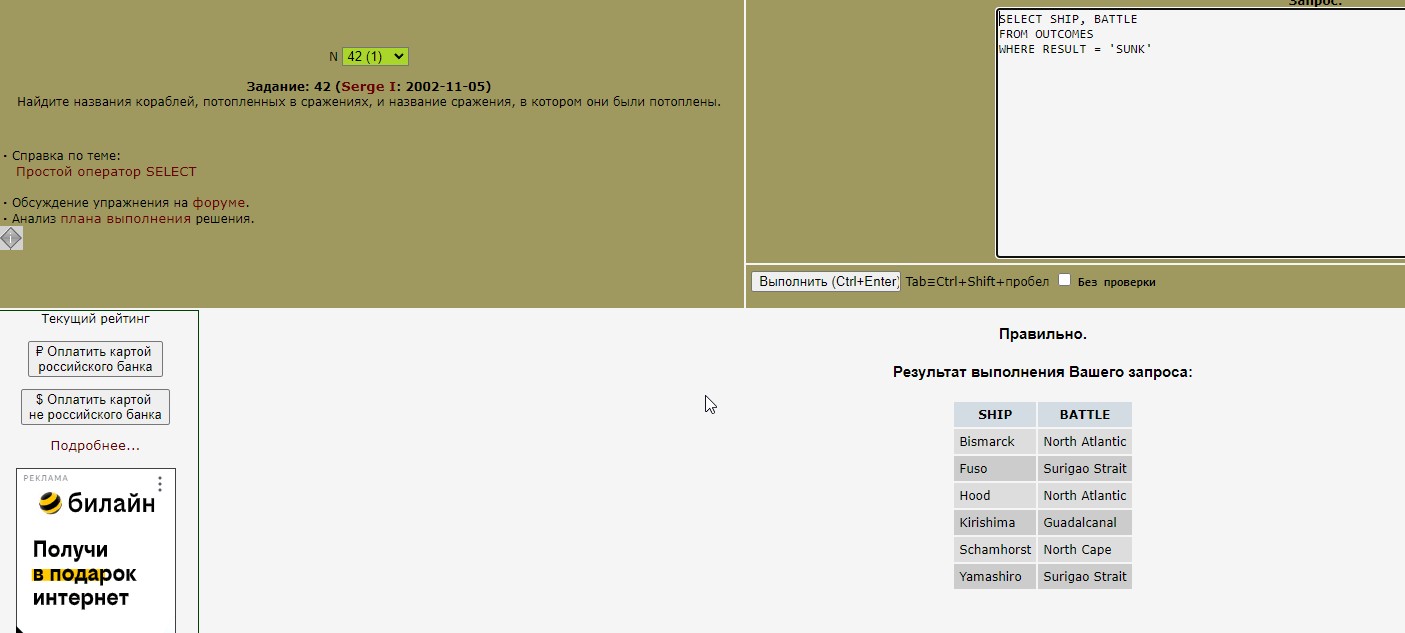 N 42 (1)
Задание: 42 (Serge I: 2002-11-05)
Найдите названия кораблей, потопленных в сражениях, и название сражения, в котором они были потоплены.
· Справка по теме:
Простой оператор SELECT
· Обсуждение упражнения на форуме.
· Анализ плана выполнения решения.
Запрос:
SELECT SHIP, BATTLE
FROM OUTCOMES
WHERE RESULT = 'SUNK'
Выполнить (Ctrl+Enter) Tab≡Ctrl+Shift+пробел Без проверки
Текущий рейтинг
₽ Оплатить картой
российского банка
$ Оплатить картой
не российского банка
Подробнее...
РЕКЛАМА
билайн
Получи
в подарок
интернет
Правильно.
Результат выполнения Вашего запроса:
SHIP BATTLE
Bismarck North Atlantic
Fuso Surigao Strait
Hood North Atlantic
Kirishima Guadalcanal
Schamhorst North Cape
Yamashiro Surigao Strait